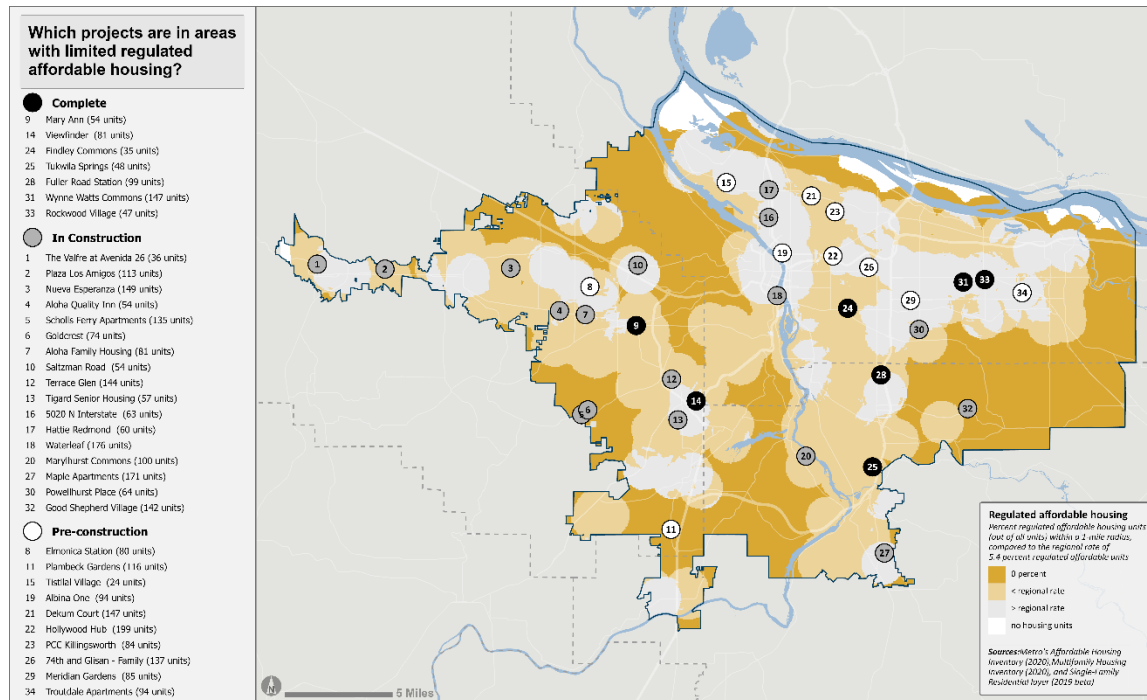 Which projects are in areas
with limited regulated
affordable housing?
Complete
9 Mary Ann (54 units)
14 Viewfinder (81 units)
24 Findley Commons (35 units)
25 Tukwila Springs (48 units)
28 Fuller Road Station (99 units)
31 Wynne Watts Commons (147 units)
33 Rockwood Village (47 units)
In Construction
1 The Valfre at Avenida 26 (36 units)
2 Plaza Los Amigos (113 units)
3 Nueva Esperanza (149 units)
4 Aloha Quality Inn (54 units)
5 Scholls Ferry Apartments (135 units)
6 Goldcrest (74 units)
7 Aloha Family Housing (81 units)
10 Saltzman Road (54 units)
12 Terrace Glen (144 units)
13 Tigard Senior Housing (57 units)
16 5020 N Interstate (63 units)
17 Hattie Redmond (60 units)
18 Waterleaf (176 units)
20 Marylhurst Commons (100 units)
27 Maple Apartments (171 units)
30 Powellhurst Place (64 units)
32 Good Shepherd Village (142 units)
Pre-construction
8 Elmonica Station (80 units)
11 Plambeck Gardens (116 units)
15 Tistilal Village (24 units)
19 Albina One (94 units)
21 Dekum Court (147 units)
22 Hollywood Hub (199 units)
23 PCC Killingsworth (84 units)
26 74th and Glisan - Family (137 units)
29 Meridian Gardens (85 units)
34 Troutdale Apartments (94 units)
15
17
21
23
16
19
22
26
1
2
3
10
8
31
33
34
18
29
4
7
24
9
30
12
28
14
5
6
13
32
20
25
11
27
Regulated affordable housing
Percent regulated affordable housing units
(out of all units) within a 1-mile radius,
compared to the regional rate of
5.4 percent regulated affordable units
0 percent
< regional rate
> regional rate
no housing units
Sources:Metro's Affordable Housing
Inventory (2020),Multifamily Housing
Inventory (2020), and Single-Family
Residential layer (2019 beta)
N
5 Miles